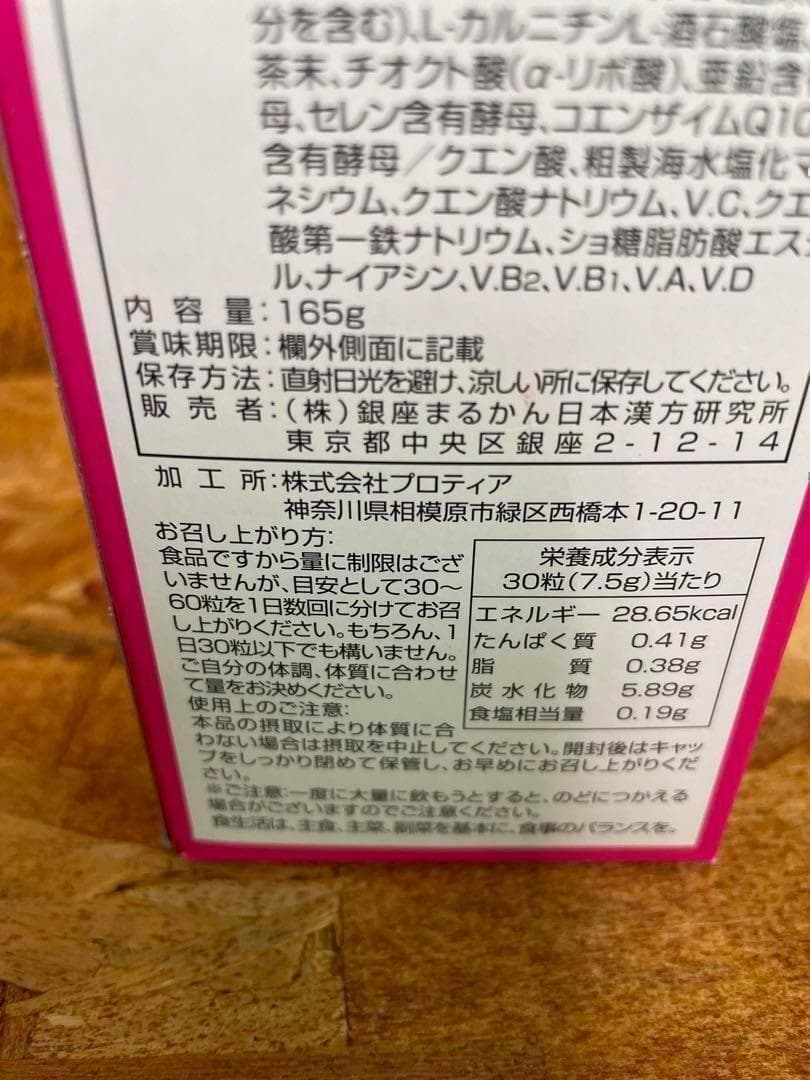 分を含む)、L-カルニチンL-酒石酸塩、
茶末、チオクト酸(α-リポ酸)、亜鉛含
母、セレン含有酵母、コエンザイムQ10
含有酵母/クエン酸、粗製海水塩化マ
ネシウム、クエン酸ナトリウム、V.C、クエ
酸第一鉄ナトリウム、ショ糖脂肪酸エス
ル、ナイアシン、V.B2、V.B1、V.A、V.D
内容量:165g
賞味期限:欄外側面に記載
保存方法:直射日光を避け、涼しい所に保存してください。
販売者:(株)銀座まるかん日本漢方研究所
東京都中央区銀座2-12-14
加工所:株式会社プロティア
神奈川県相模原市緑区西橋本1-20-11
お召し上がり方:
食品ですから量に制限はござ
いませんが、目安として30〜
60粒を1日数回に分けてお召
し上がりください。もちろん、1
日30粒以下でも構いません。
ご自分の体調、体質に合わせ
て量をお決めください。
使用上のご注意:
本品の摂取により体質に合
わない場合は摂取を中止してください。開封後はキャッ
プをしっかり閉めて保管し、お早めにお召し上がりくだ
さい。
※ご注意:一度に大量に飲もうとすると、のどにつかえる
場合がございますのでご注意ください。
食生活は、主食、主菜、副菜を基本に、食事のバランスを。
栄養成分表示
30粒(7.5g)当たり
エネルギー 28.65kcal
たんぱく質 0.41g
脂質 0.38g
炭水化物 5.89g
食塩相当量 0.19g